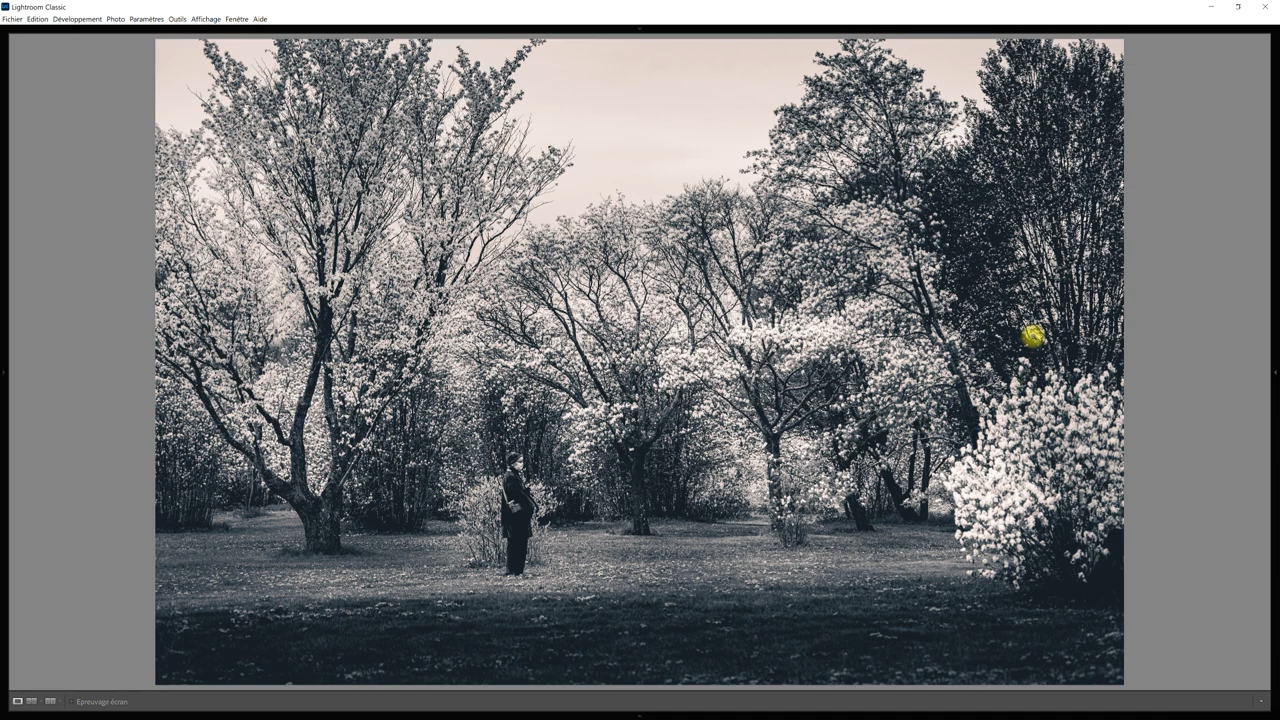 Lightroom Classic
Fichier Edition Développement Photo Paramètres Outils Affichage Fenêtre Aide
Epreuvage écran